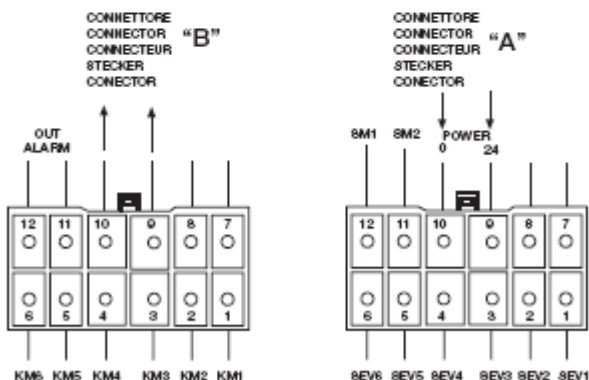 CONNETTORE
CONNECTOR
CONNECTEUR
STECKER
CONECTOR
“B”
OUT
ALARM
12 11 10 9 8 7
6 5 4 3 2 1
KM6 KM5 KM4 KM3 KM2 KM1
CONNETTORE
CONNECTOR
CONNECTEUR
STECKER
CONECTOR
“A”
SM1 SM2 POWER
0 24
12 11 10 9 8 7
6 5 4 3 2 1
SEV6 SEV5 SEV4 SEV3 SEV2 SEV1